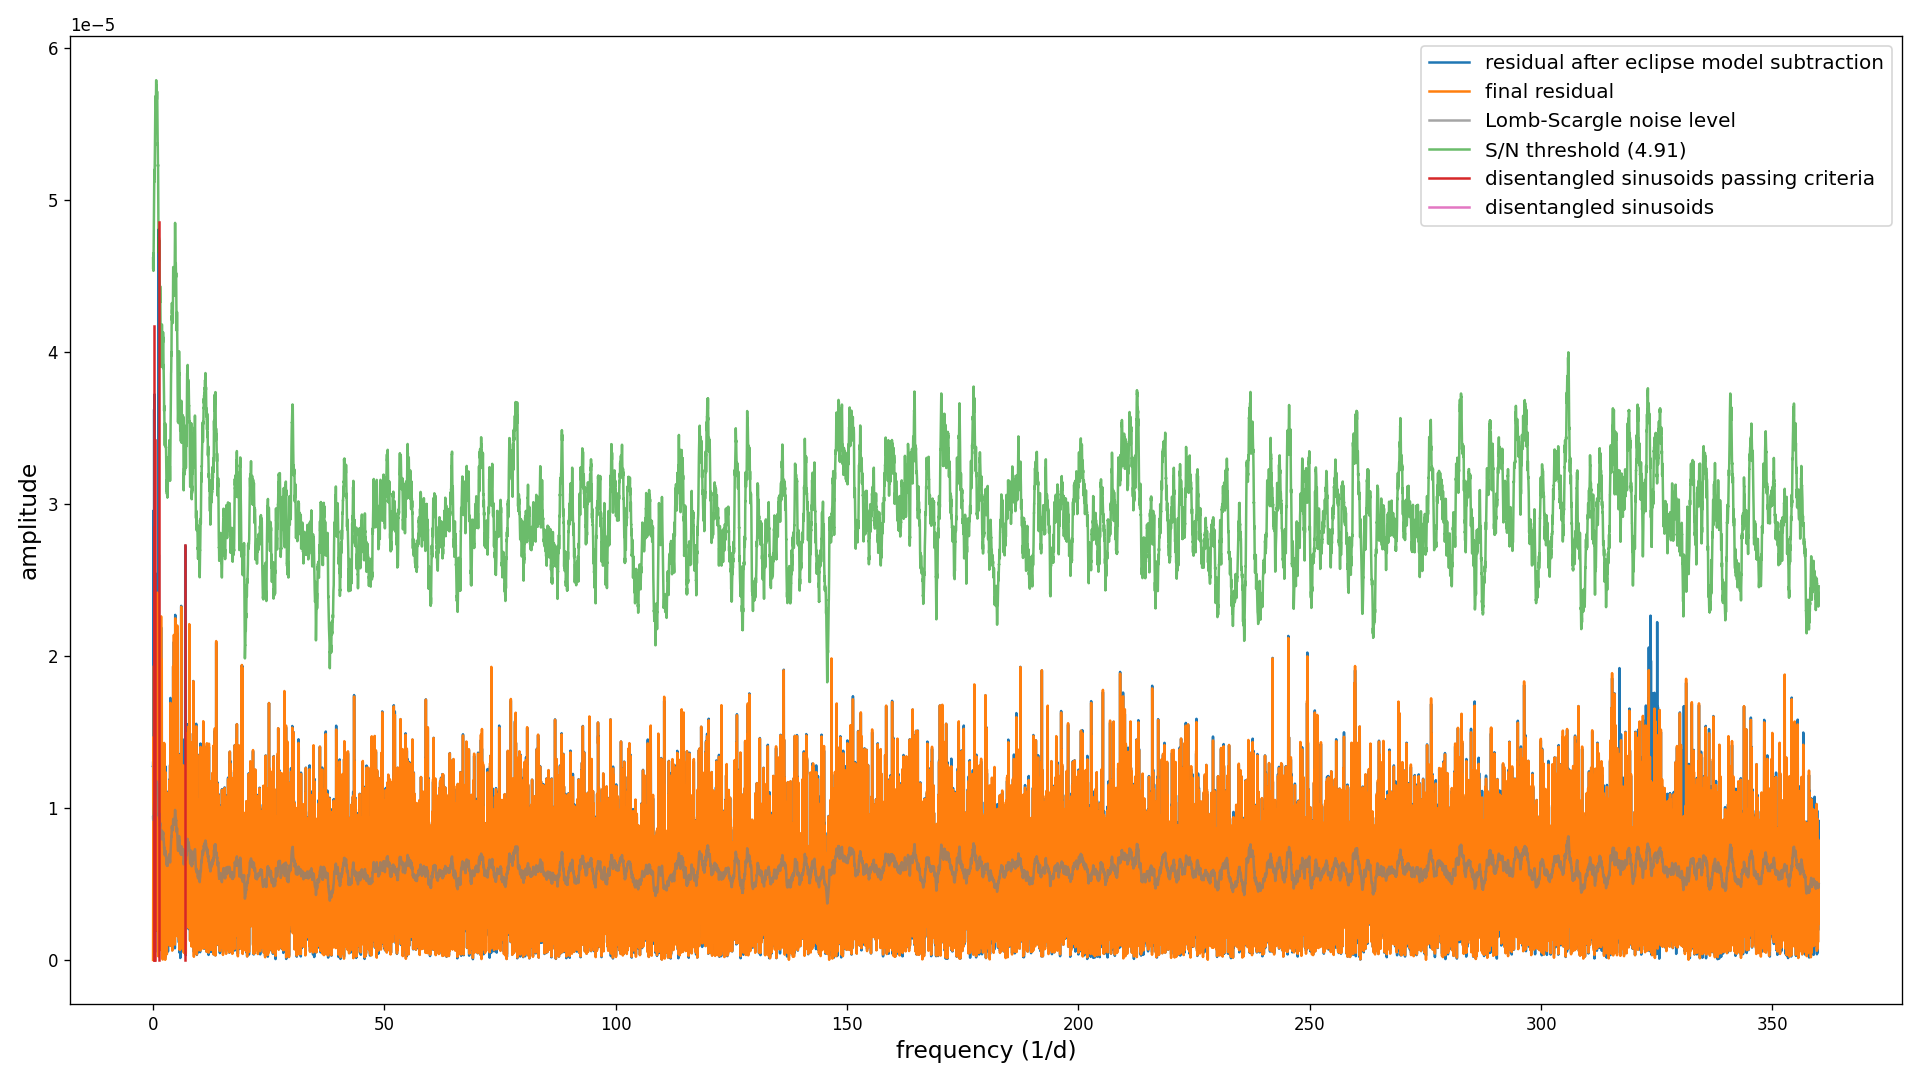 1e−5
6
5
4
3
2
1
0
amplitude
residual after eclipse model subtraction
final residual
Lomb-Scargle noise level
S/N threshold (4.91)
disentangled sinusoids passing criteria
disentangled sinusoids
0 50 100 150 200 250 300 350
frequency (1/d)